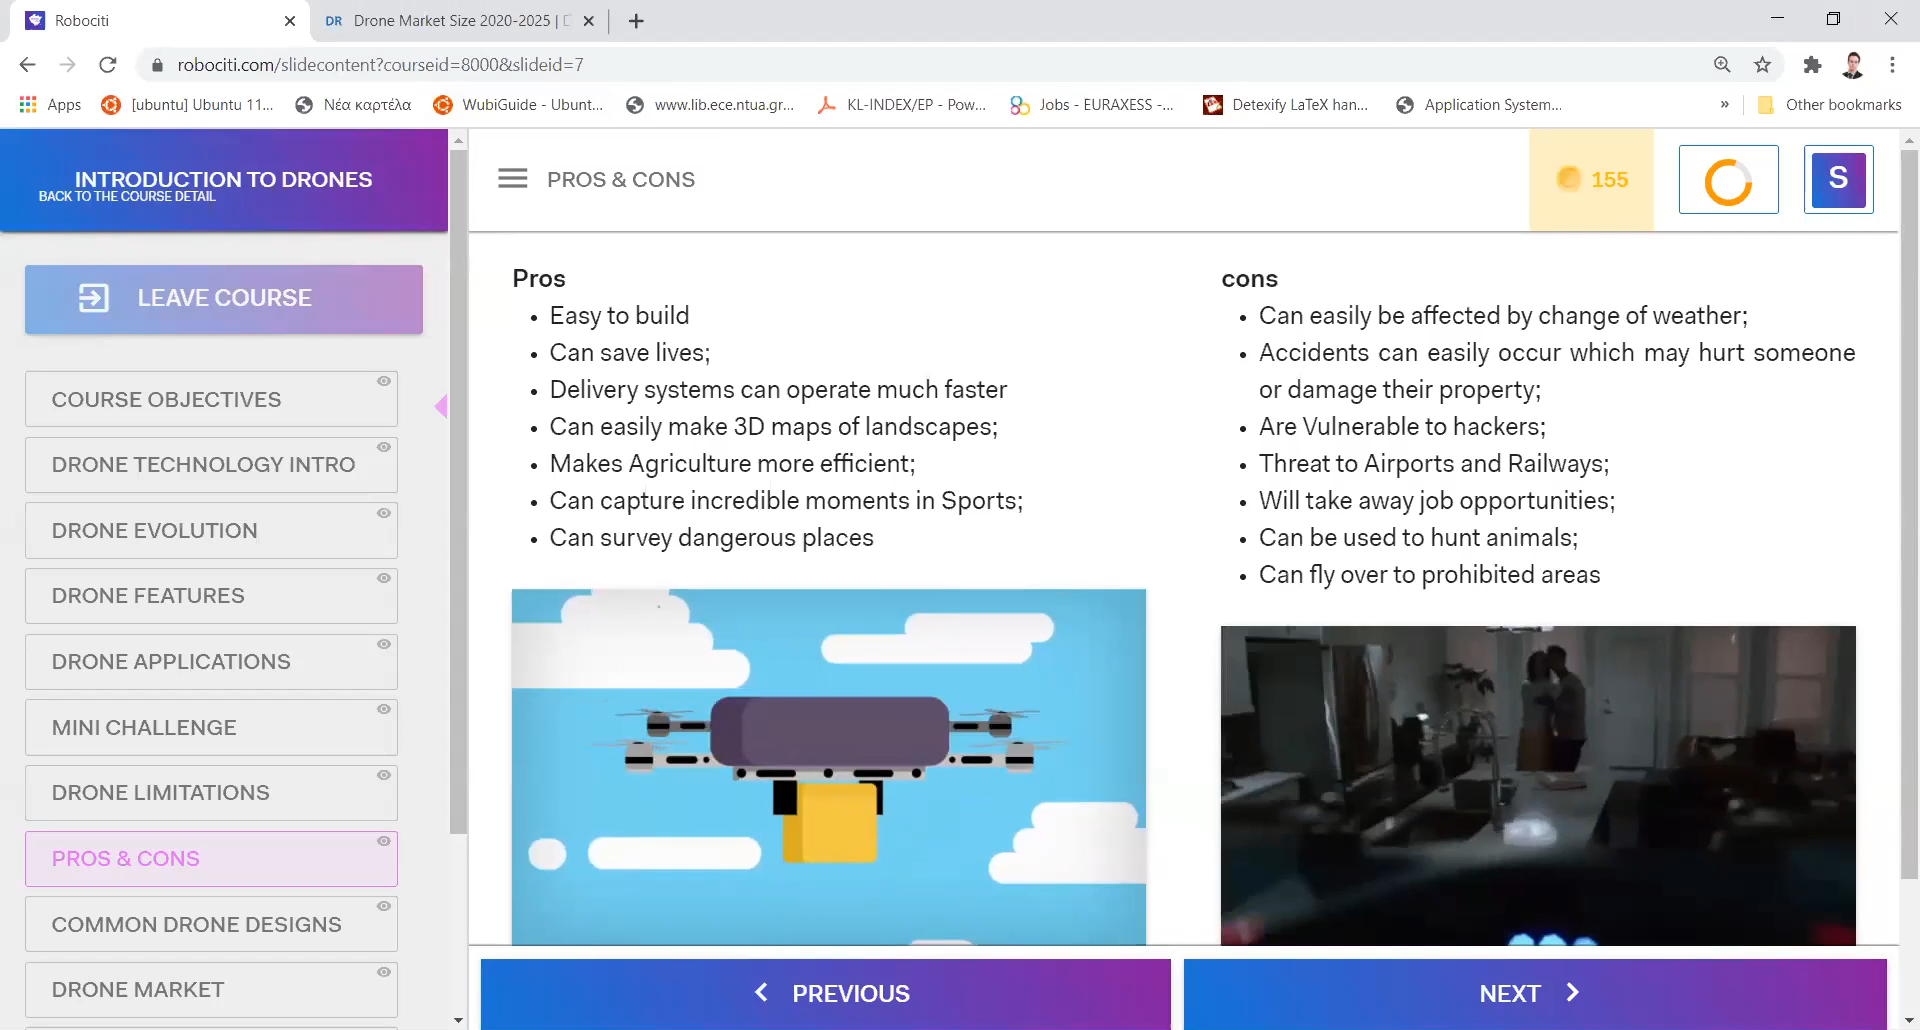 Robociti
DR Drone Market Size 2020-2025 | D
robociti.com/slidecontent?courseid=8000&slideid=7
Apps
[ubuntu] Ubuntu 11...
Νέα καρτέλα
WubiGuide - Ubunt...
www.lib.ece.ntua.gr...
KL-INDEX/EP - Pow...
Jobs - EURAXESS -...
Detexify LaTeX han...
Application System...
»
Other bookmarks
INTRODUCTION TO DRONES
BACK TO THE COURSE DETAIL
LEAVE COURSE
COURSE OBJECTIVES
DRONE TECHNOLOGY INTRO
DRONE EVOLUTION
DRONE FEATURES
DRONE APPLICATIONS
MINI CHALLENGE
DRONE LIMITATIONS
PROS & CONS
COMMON DRONE DESIGNS
DRONE MARKET
PROS & CONS
155
S
Pros
• Easy to build
• Can save lives;
• Delivery systems can operate much faster
• Can easily make 3D maps of landscapes;
• Makes Agriculture more efficient;
• Can capture incredible moments in Sports;
• Can survey dangerous places
cons
• Can easily be affected by change of weather;
• Accidents can easily occur which may hurt someone
or damage their property;
• Are Vulnerable to hackers;
• Threat to Airports and Railways;
• Will take away job opportunities;
• Can be used to hunt animals;
• Can fly over to prohibited areas
PREVIOUS
NEXT